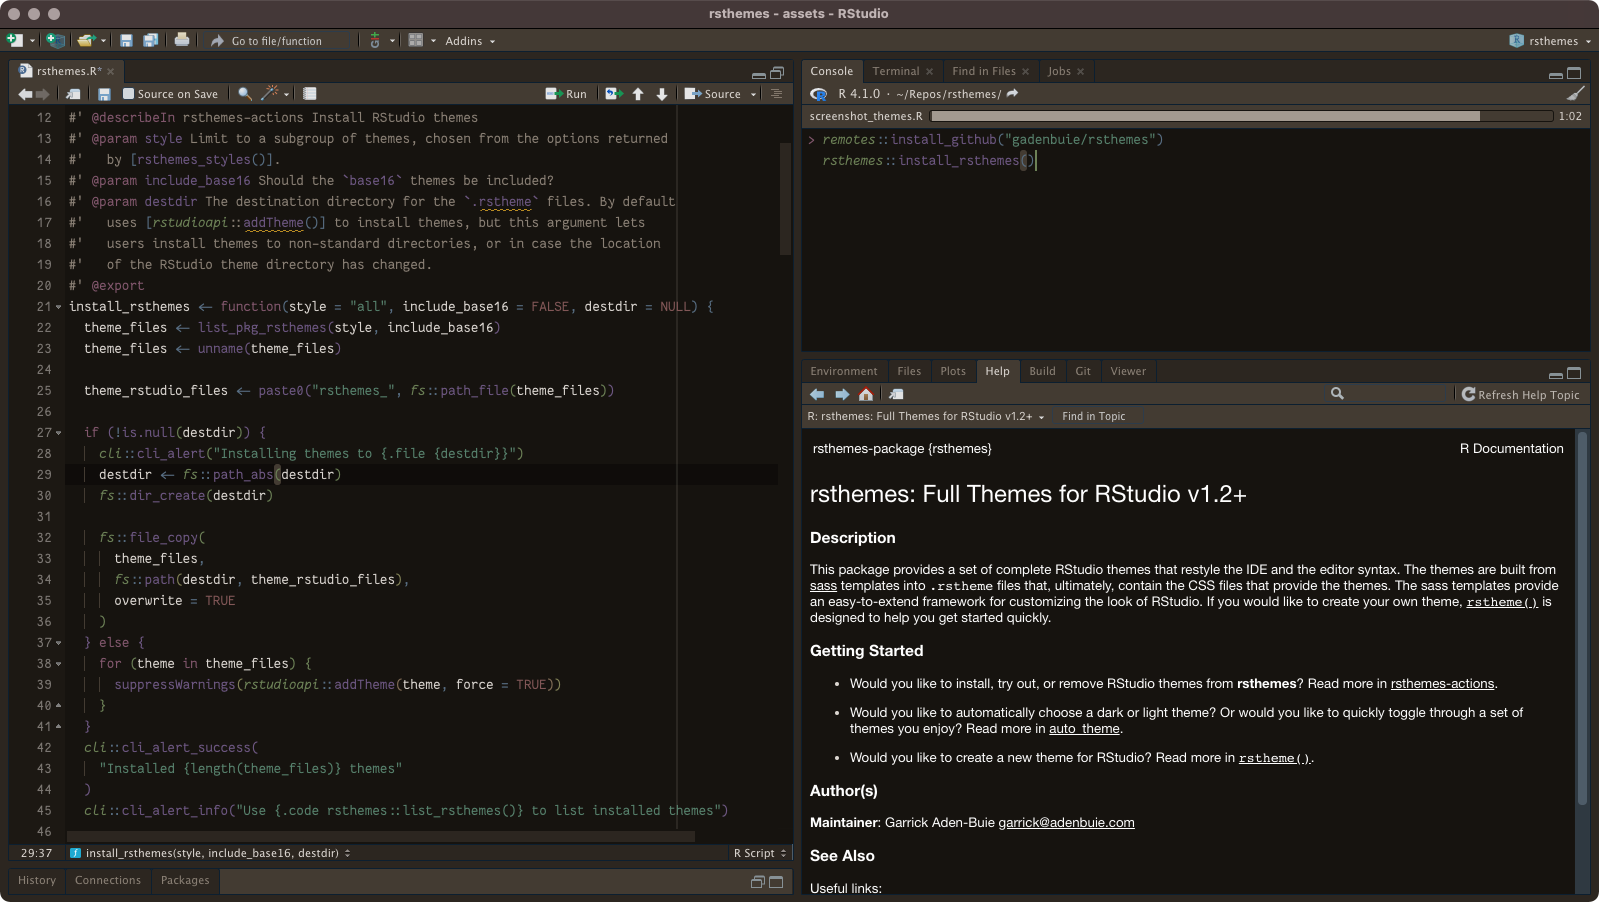 rsthemes - assets - RStudio
Go to file/function
Addins
rsthemes
rsthemes.R*
Source on Save
Run
Source
12 #' @describeIn rsthemes-actions Install RStudio themes
13 #' @param style Limit to a subgroup of themes, chosen from the options returned
14 #'   by [rsthemes_styles()].
15 #' @param include_base16 Should the `base16` themes be included?
16 #' @param destdir The destination directory for the `.rstheme` files. By default
17 #'   uses [rstudioapi::addTheme()] to install themes, but this argument lets
18 #'   users install themes to non-standard directories, or in case the location
19 #'   of the RStudio theme directory has changed.
20 #' @export
21 install_rsthemes <- function(style = "all", include_base16 = FALSE, destdir = NULL) {
22   theme_files <- list_pkg_rsthemes(style, include_base16)
23   theme_files <- unname(theme_files)
24
25   theme_rstudio_files <- paste0("rsthemes_", fs::path_file(theme_files))
26
27   if (!is.null(destdir)) {
28     cli::cli_alert("Installing themes to {.file {destdir}}")
29     destdir <- fs::path_abs(destdir)
30     fs::dir_create(destdir)
31
32     fs::file_copy(
33       theme_files,
34       fs::path(destdir, theme_rstudio_files),
35       overwrite = TRUE
36     )
37   } else {
38     for (theme in theme_files) {
39       suppressWarnings(rstudioapi::addTheme(theme, force = TRUE))
40     }
41   }
42   cli::cli_alert_success(
43     "Installed {length(theme_files)} themes"
44   )
45   cli::cli_alert_info("Use {.code rsthemes::list_rsthemes()} to list installed themes")
46
29:37 install_rsthemes(style, include_base16, destdir) R Script
History Connections Packages
Console Terminal Find in Files Jobs
R 4.1.0 · ~/Repos/rsthemes/
screenshot_themes.R 1:02
> remotes::install_github("gadenbuie/rsthemes")
rsthemes::install_rsthemes()
Environment Files Plots Help Build Git Viewer
Refresh Help Topic
R: rsthemes: Full Themes for RStudio v1.2+ Find in Topic
rsthemes-package {rsthemes} R Documentation
rsthemes: Full Themes for RStudio v1.2+
Description
This package provides a set of complete RStudio themes that restyle the IDE and the editor syntax. The themes are built from
sass templates into .rstheme files that, ultimately, contain the CSS files that provide the themes. The sass templates provide
an easy-to-extend framework for customizing the look of RStudio. If you would like to create your own theme, rstheme() is
designed to help you get started quickly.
Getting Started
• Would you like to install, try out, or remove RStudio themes from rsthemes? Read more in rsthemes-actions.
• Would you like to automatically choose a dark or light theme? Or would you like to quickly toggle through a set of
themes you enjoy? Read more in auto_theme.
• Would you like to create a new theme for RStudio? Read more in rstheme().
Author(s)
Maintainer: Garrick Aden-Buie garrick@adenbuie.com
See Also
Useful links: